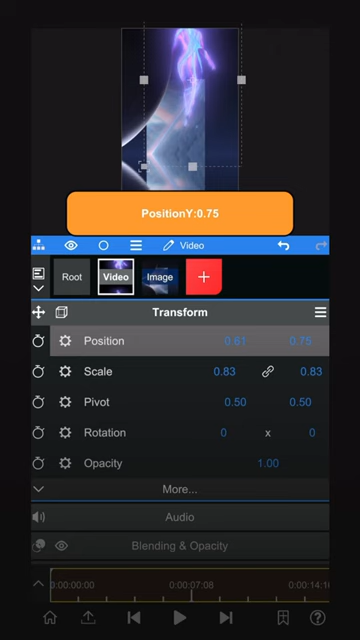 PositionY:0.75
Video
Root
Video
Image
Transform
Position 0.61 0.75
Scale 0.83 0.83
Pivot 0.50 0.50
Rotation 0 x 0
Opacity 1.00
More...
Audio
Blending & Opacity
0:00:00:00 0:00:07:08 0:00:14:1